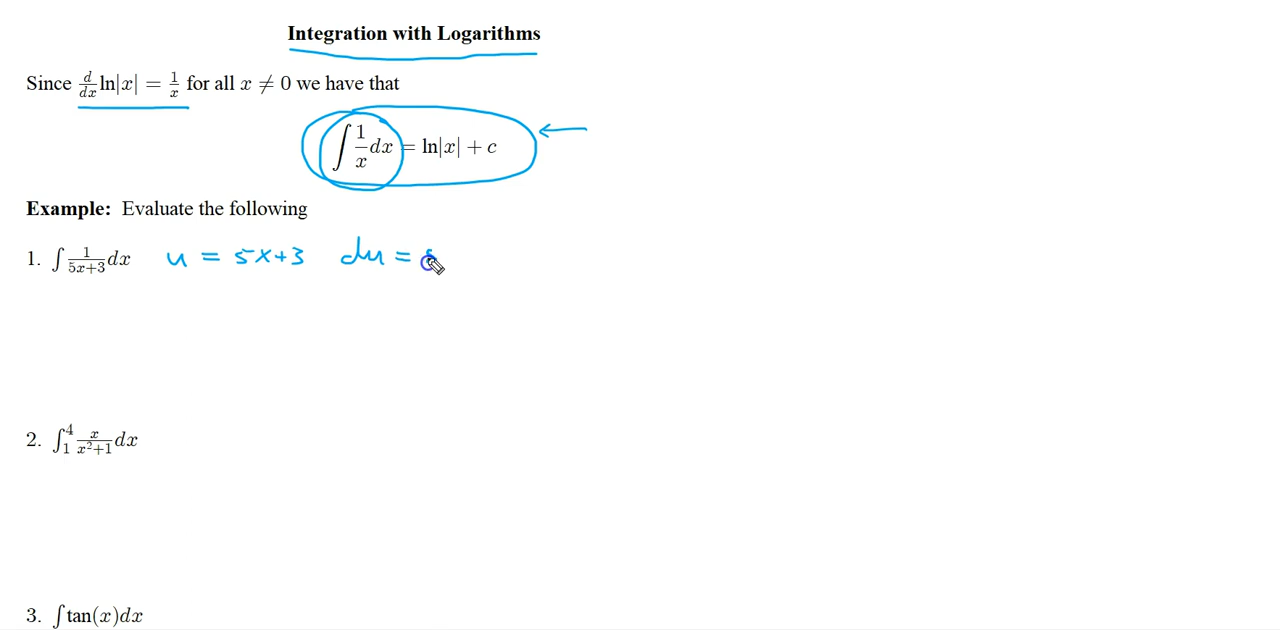 Integration with Logarithms
Since d/dx ln|x| = 1/x for all x ≠ 0 we have that
∫ 1/x dx = ln|x| + c
Example: Evaluate the following
1. ∫ 1/(5x+3) dx u = 5x+3 du =
2. ∫₁⁴ x/(x²+1) dx
3. ∫ tan(x)dx